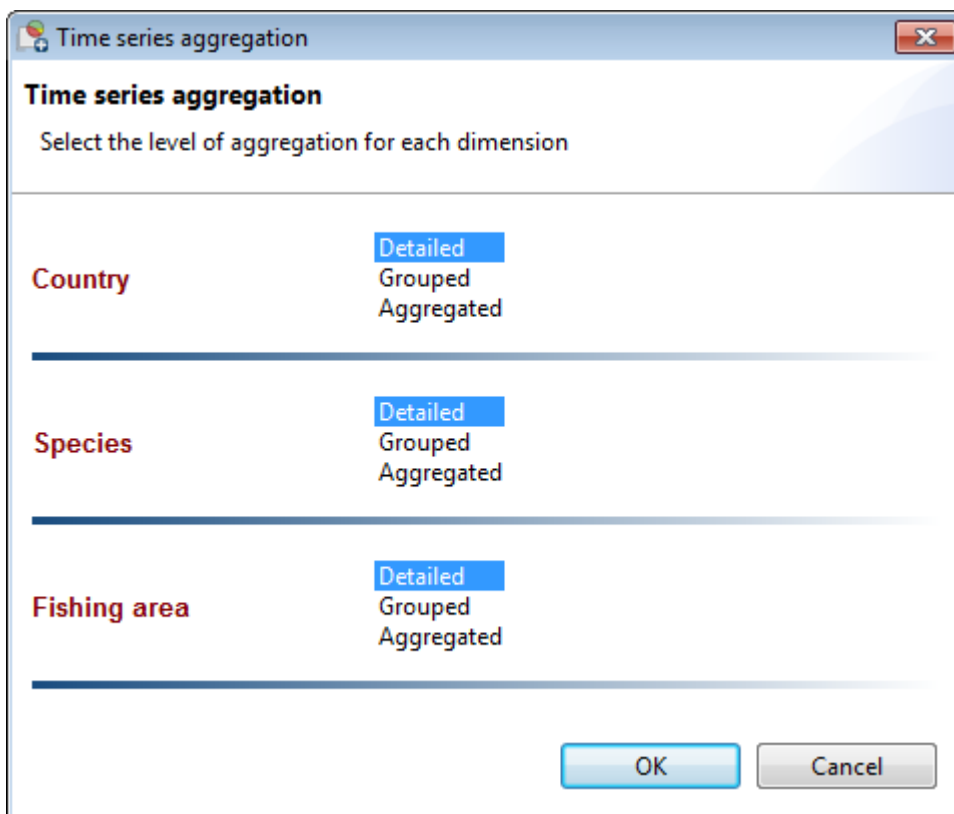 Time series aggregation
Time series aggregation
Select the level of aggregation for each dimension
Country
Detailed
Grouped
Aggregated
Species
Detailed
Grouped
Aggregated
Fishing area
Detailed
Grouped
Aggregated
OK Cancel